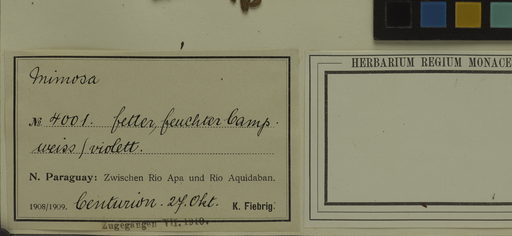 Mimosa
№ 4001. fetter, feuchter Camp.
weiss/violett.
N. Paraguay: Zwischen Rio Apa und Rio Aquidaban.
1908/1909. Centurion. 27. Okt. K. Fiebrig.
Zugegangen VII. 1910.
HERBARIUM REGIUM MONACE